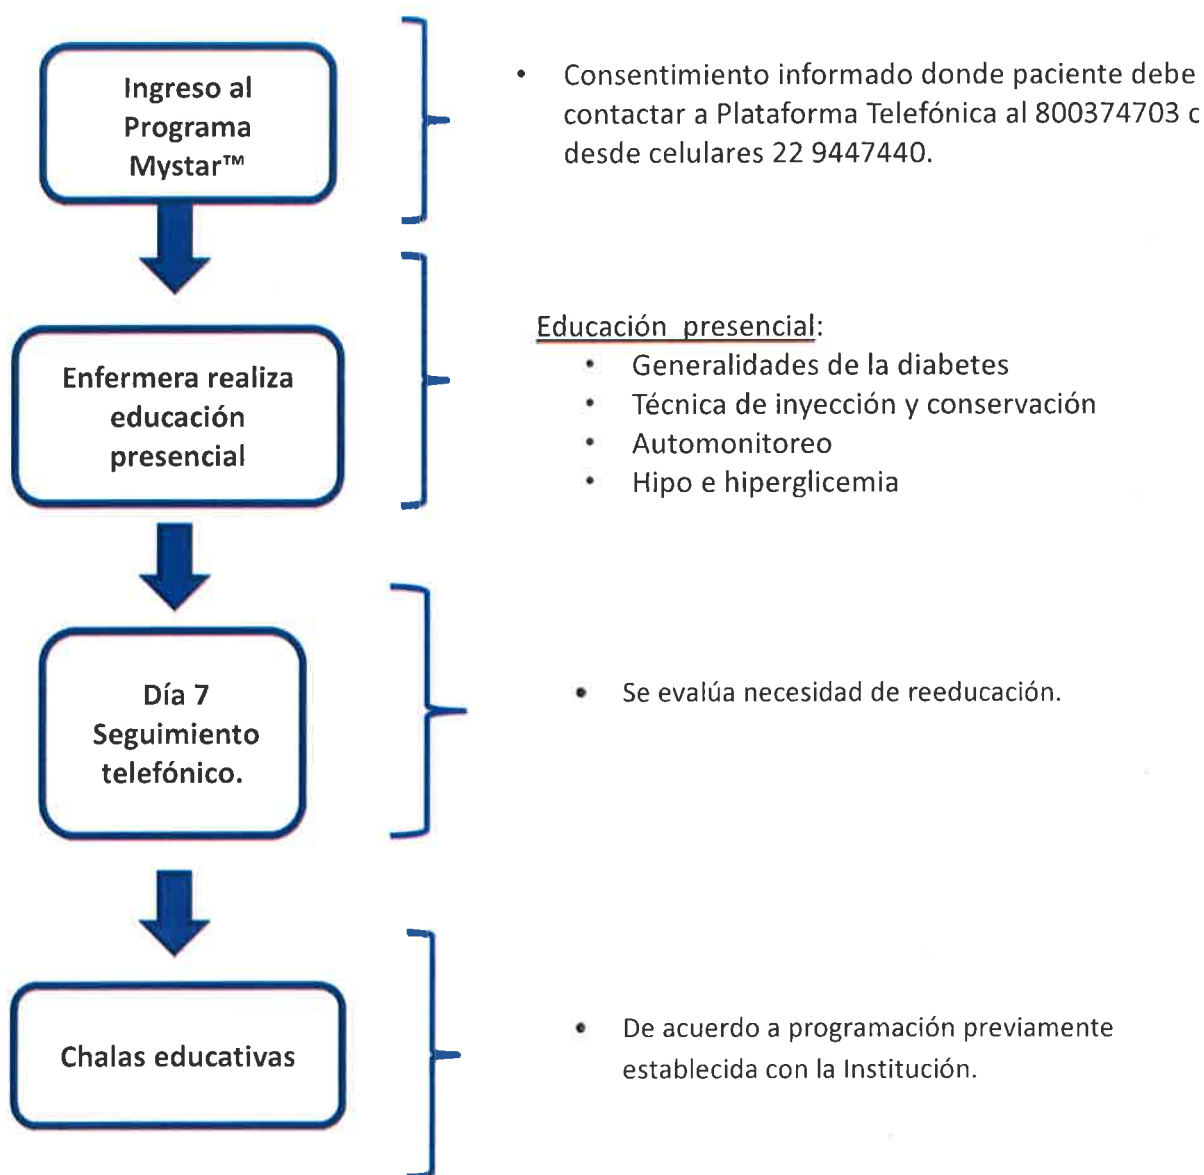 Ingreso al
Programa
Mystar™
• Consentimiento informado donde paciente debe
contactar a Plataforma Telefónica al 800374703 o
desde celulares 22 9447440.
Enfermera realiza
educación
presencial
Educación presencial:
• Generalidades de la diabetes
• Técnica de inyección y conservación
• Automonitoreo
• Hipo e hiperglicemia
Día 7
Seguimiento
telefónico.
• Se evalúa necesidad de reeducación.
Chalas educativas
• De acuerdo a programación previamente
establecida con la Institución.